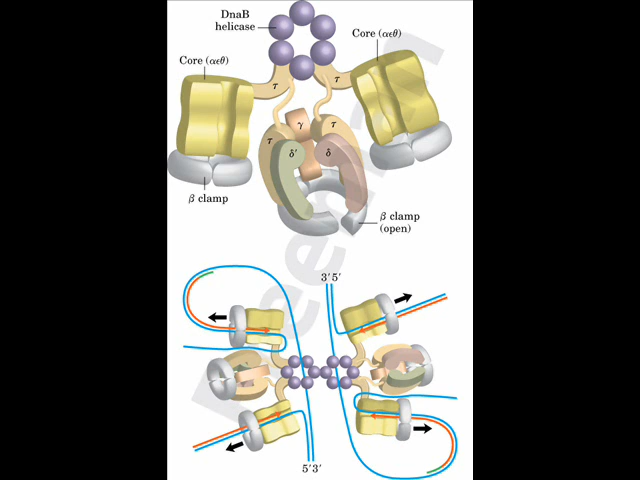 DnaB
helicase
Core (αεθ)
Core (αεθ)
τ
τ
γ
τ
τ
δ′
δ
β clamp
β clamp
(open)
3′5′
5′3′